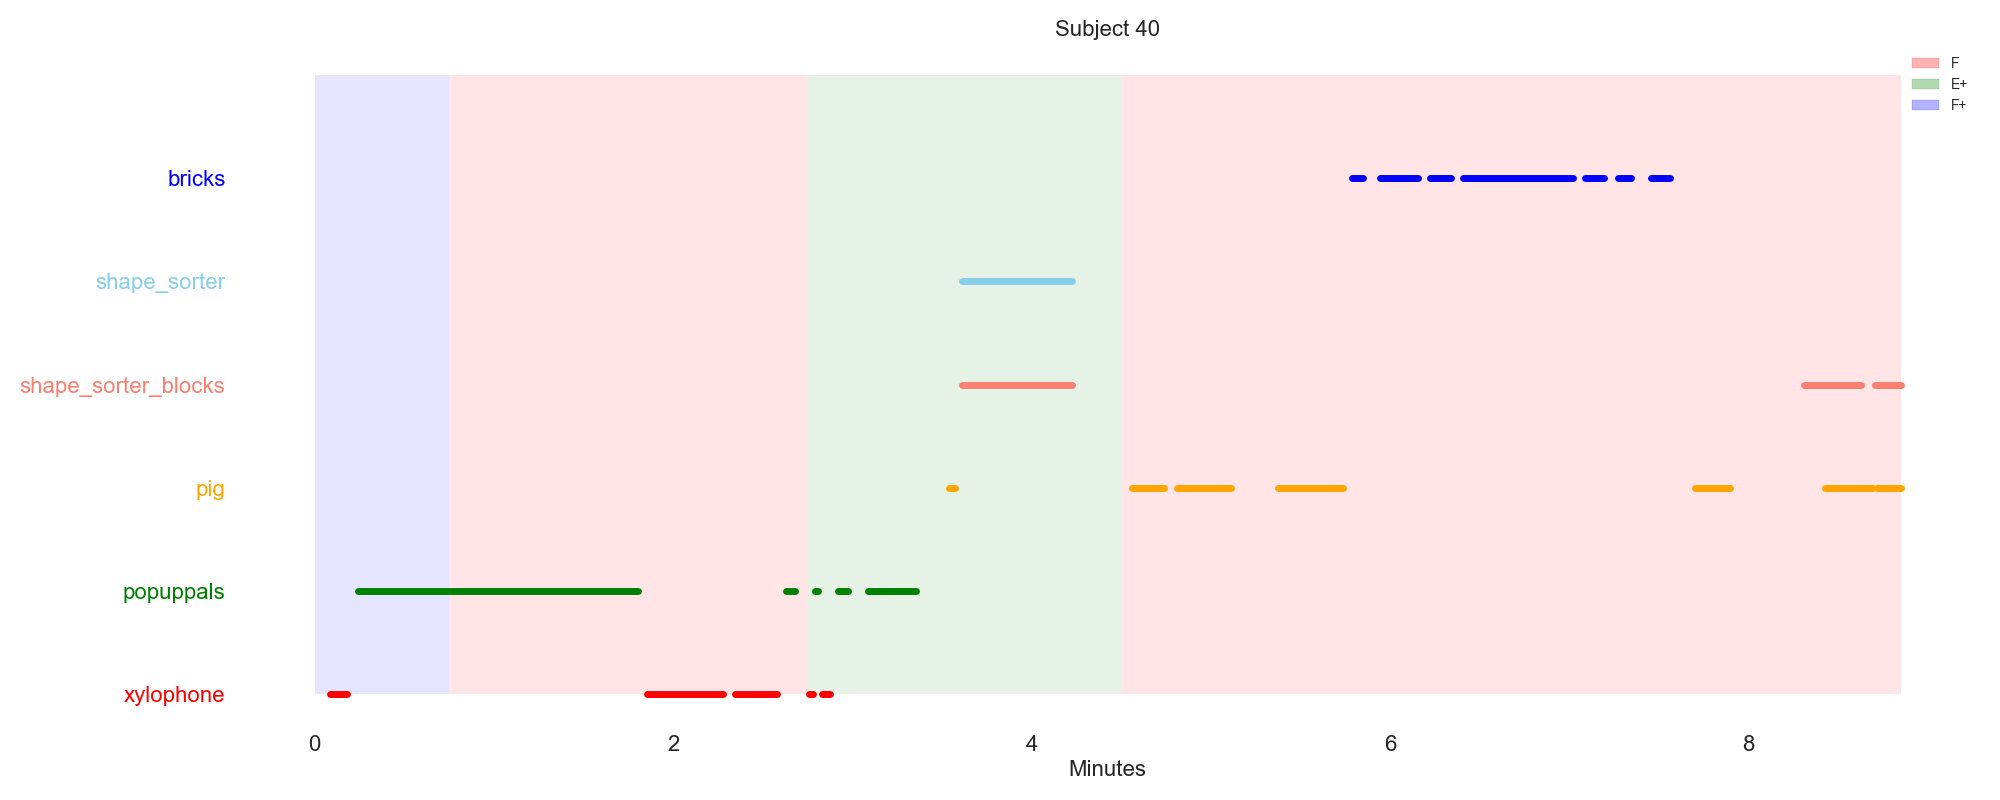 Subject 40
F
E+
F+
bricks
shape_sorter
shape_sorter_blocks
pig
popuppals
xylophone
0 2 4 6 8
Minutes